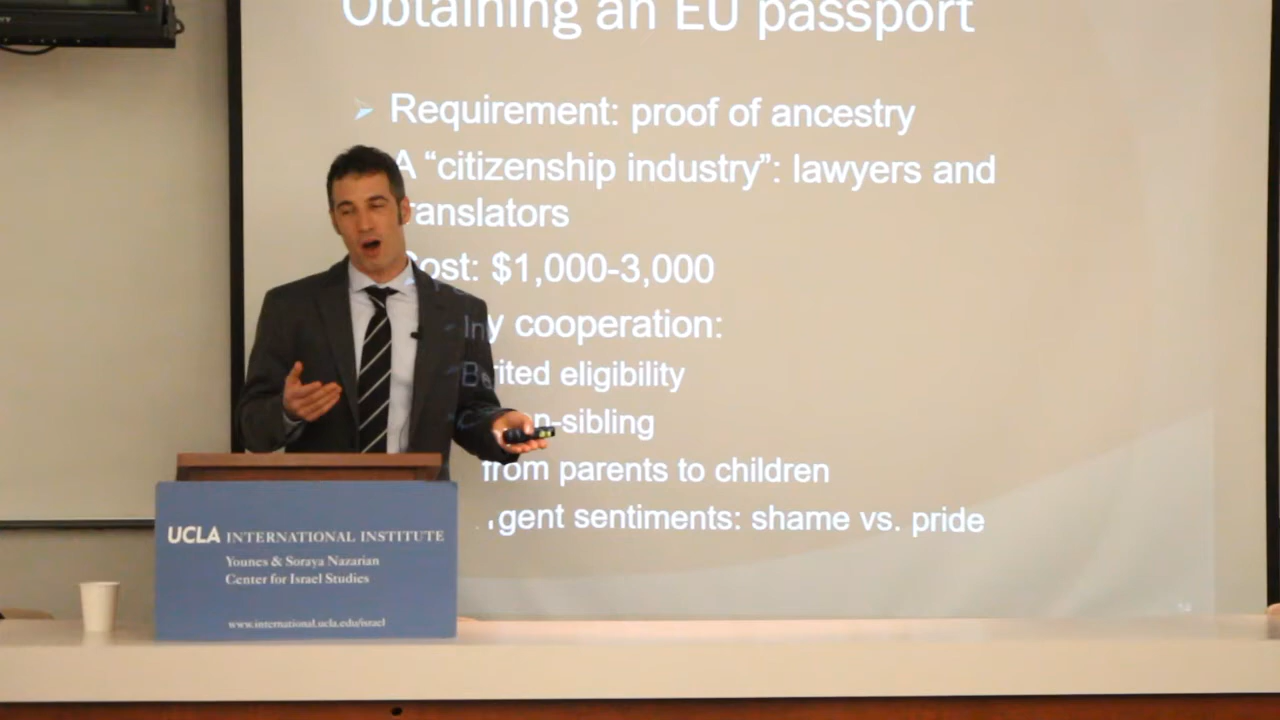 Obtaining an EU passport
Requirement: proof of ancestry
A “citizenship industry”: lawyers and
ranslators
ost: $1,000-3,000
y cooperation:
rited eligibility
n-sibling
from parents to children
gent sentiments: shame vs. pride
UCLA INTERNATIONAL INSTITUTE
Younes & Soraya Nazarian
Center for Israel Studies
www.international.ucla.edu/israel